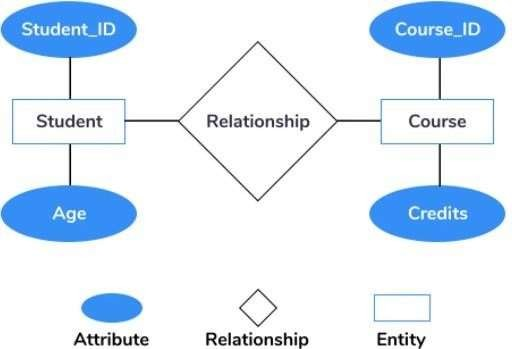 Student_ID
Course_ID
Student
Relationship
Course
Age
Credits
Attribute
Relationship
Entity